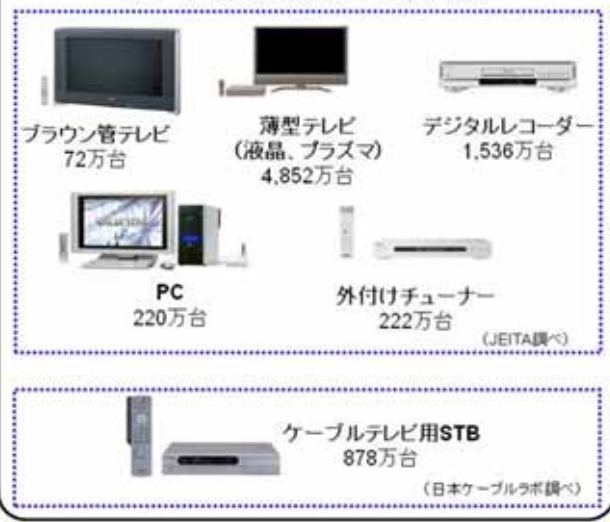 ブラウン管テレビ
72万台
薄型テレビ
(液晶、プラズマ)
4,852万台
デジタルレコーダー
1,536万台
PC
220万台
外付けチューナー
222万台
(JEITA調べ)
ケーブルテレビ用STB
878万台
(日本ケーブルラボ調べ)